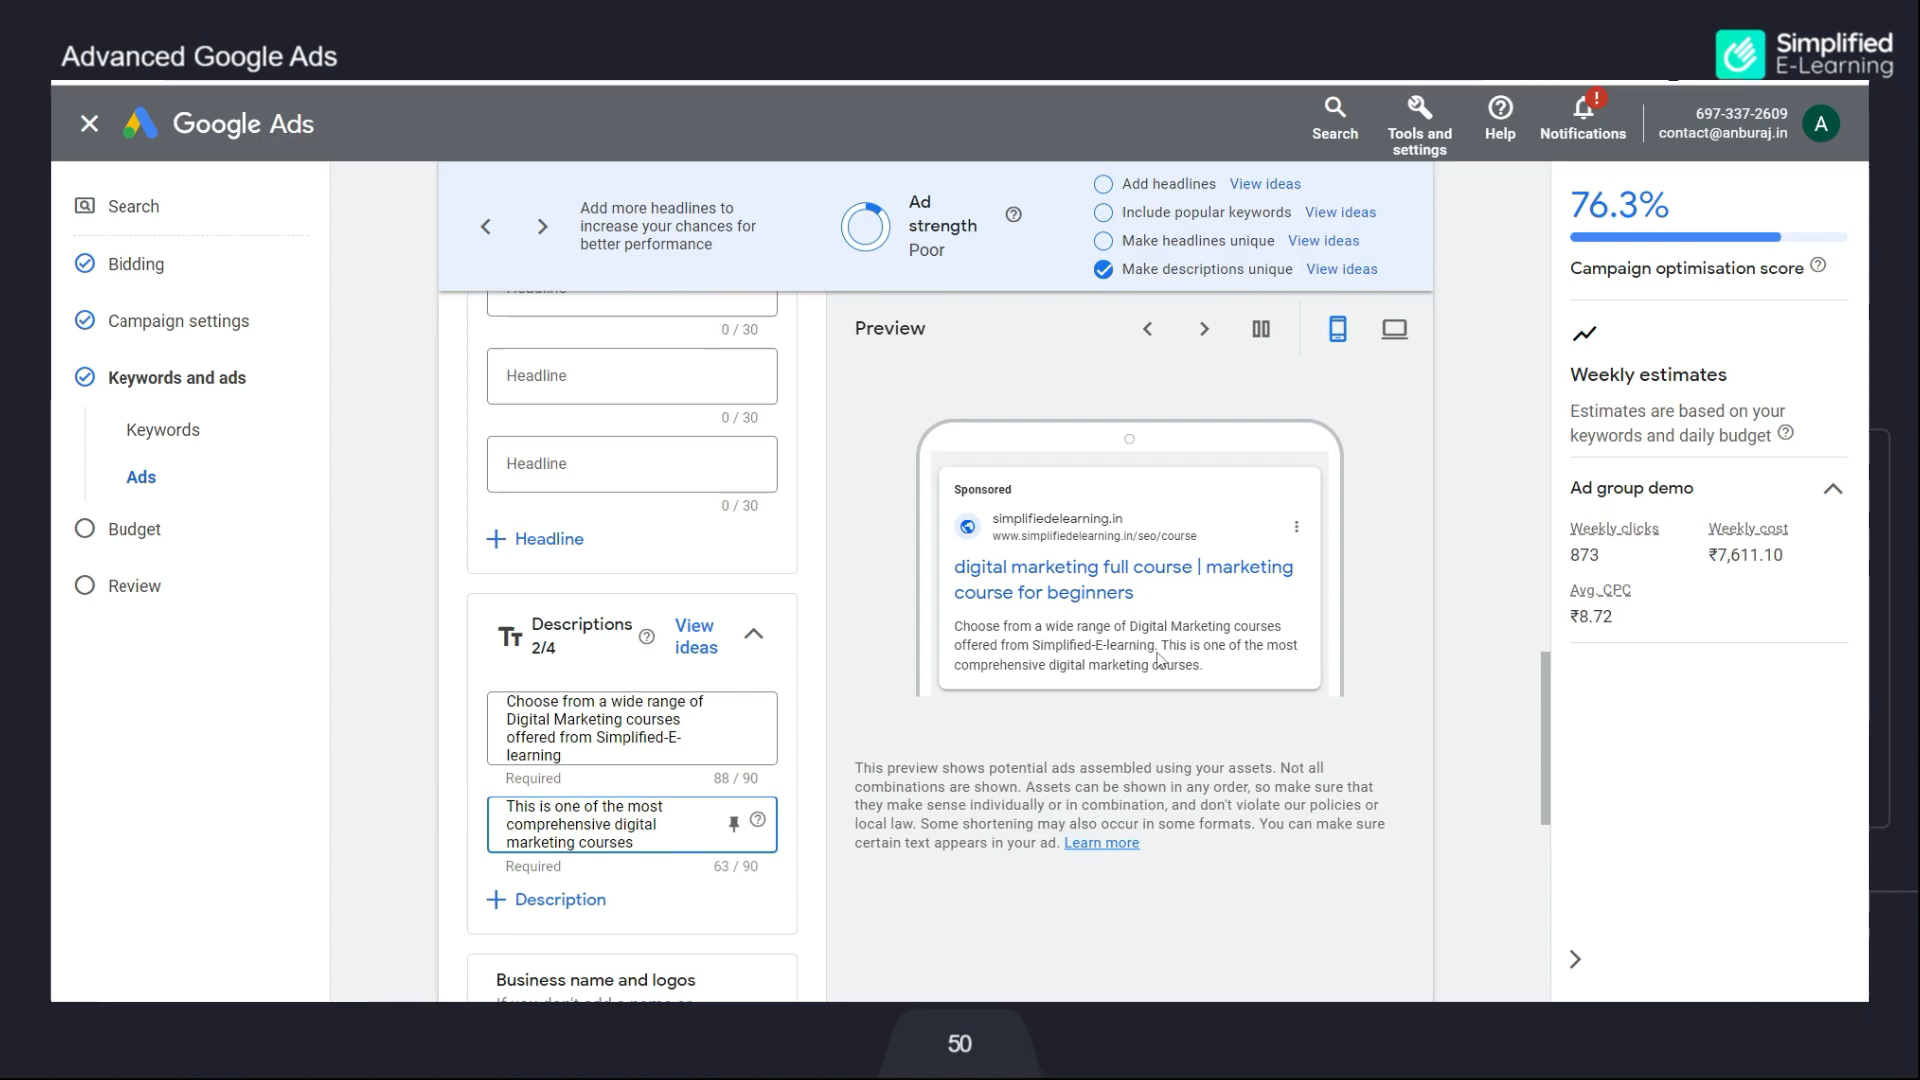 Advanced Google Ads
Simplified
E-Learning
Google Ads
Search
Tools and
settings
Help
!
Notifications
697-337-2609
contact@anburaj.in
A
Search
Bidding
Campaign settings
Keywords and ads
Keywords
Ads
Budget
Review
Add more headlines to
increase your chances for
better performance
Ad
strength
Poor
Add headlines View ideas
Include popular keywords View ideas
Make headlines unique View ideas
Make descriptions unique View ideas
Headline
0 / 30
Headline
0 / 30
Headline
0 / 30
+ Headline
Descriptions
2/4
View
ideas
Choose from a wide range of
Digital Marketing courses
offered from Simplified-E-
learning
Required 88 / 90
This is one of the most
comprehensive digital
marketing courses
Required 63 / 90
+ Description
Business name and logos
Preview
Sponsored
simplifiedelearning.in
www.simplifiedelearning.in/seo/course
digital marketing full course | marketing
course for beginners
Choose from a wide range of Digital Marketing courses
offered from Simplified-E-learning. This is one of the most
comprehensive digital marketing courses.
This preview shows potential ads assembled using your assets. Not all
combinations are shown. Assets can be shown in any order, so make sure that
they make sense individually or in combination, and don't violate our policies or
local law. Some shortening may also occur in some formats. You can make sure
certain text appears in your ad. Learn more
76.3%
Campaign optimisation score
Weekly estimates
Estimates are based on your
keywords and daily budget
Ad group demo
Weekly clicks Weekly cost
873 ₹7,611.10
Avg. CPC
₹8.72
50